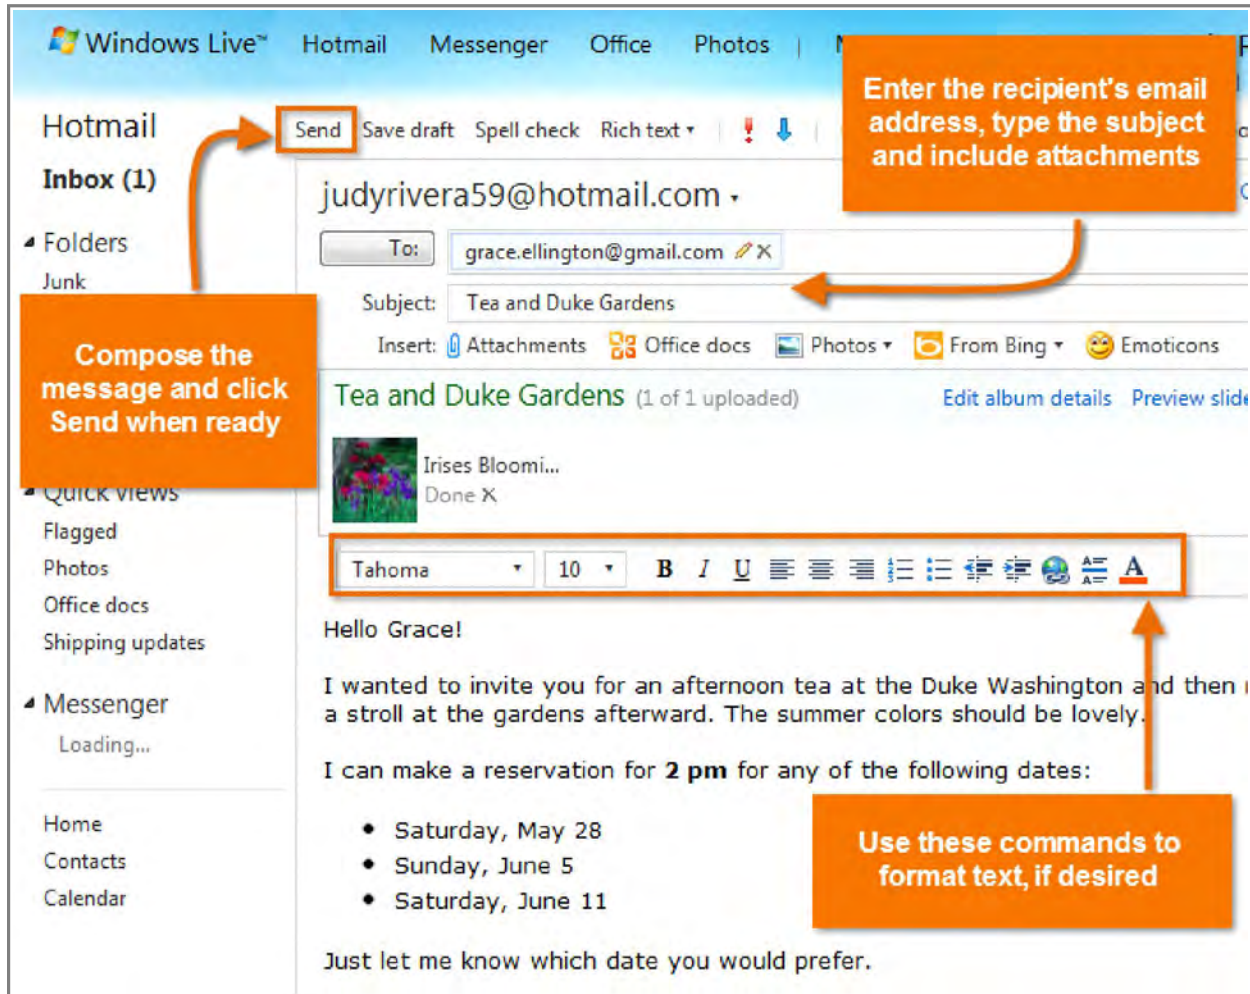 Windows Live™ Hotmail Messenger Office Photos |
Enter the recipient's email
address, type the subject
and include attachments
Hotmail
Send Save draft Spell check Rich text
Inbox (1)
judyrivera59@hotmail.com
Folders
To: grace.ellington@gmail.com
Junk
Subject: Tea and Duke Gardens
Insert: Attachments Office docs Photos From Bing Emoticons
Compose the
message and click
Send when ready
Tea and Duke Gardens (1 of 1 uploaded) Edit album details Preview slide
Irises Bloomi...
Done X
Quick views
Flagged
Photos
Office docs
Shipping updates
Tahoma 10 B I U A
Hello Grace!
I wanted to invite you for an afternoon tea at the Duke Washington and then
a stroll at the gardens afterward. The summer colors should be lovely.
I can make a reservation for 2 pm for any of the following dates:
• Saturday, May 28
• Sunday, June 5
• Saturday, June 11
Just let me know which date you would prefer.
Use these commands to
format text, if desired
Messenger
Loading...
Home
Contacts
Calendar